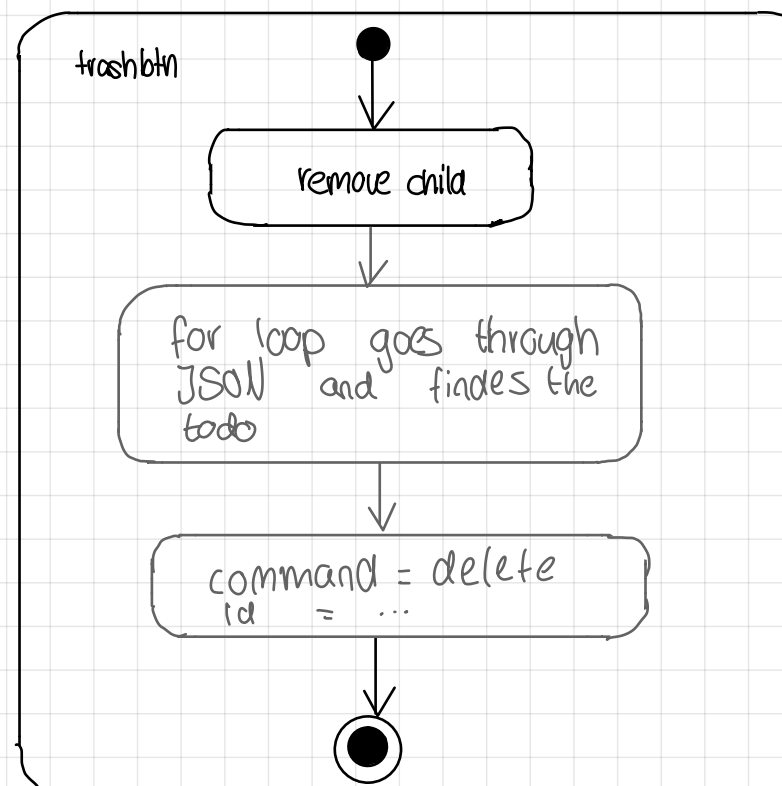 trashbtn
remove child
for loop goes through
JSON and findes the
todo
command = delete
id = ...